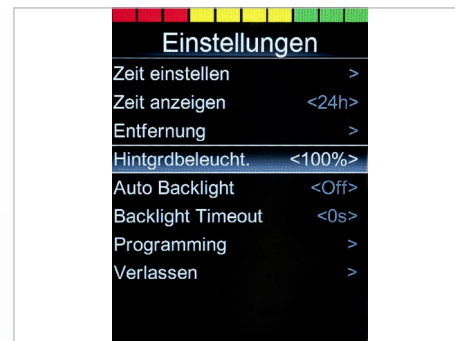 Einstellungen
Zeit einstellen >
Zeit anzeigen <24h>
Entfernung >
Hintgrdbeleucht. <100%>
Auto Backlight <Off>
Backlight Timeout <0s>
Programming >
Verlassen >